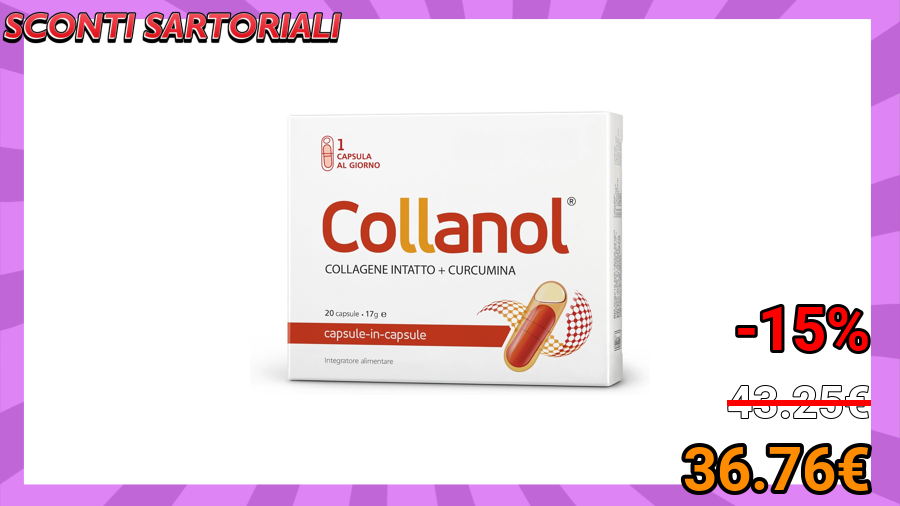 SCONTI SARTORIALI
1
CAPSULA
AL GIORNO
Collanol®
COLLAGENE INTATTO + CURCUMINA
20 capsule • 17g ℮
capsule-in-capsule
Integratore alimentare
-15%
43.25€
36.76€